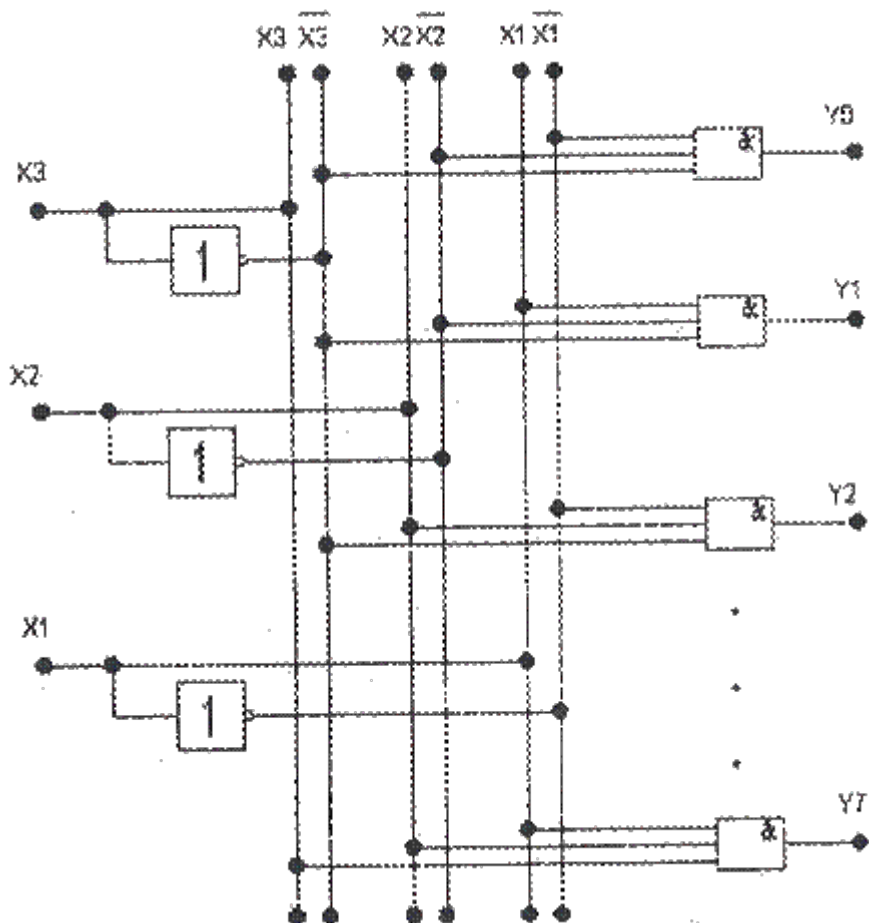 X3 X̅3̅ X2 X̅2̅ X1 X̅1̅
& Y0
X3
1
& Y1
X2
1
& Y2
X1
1
& Y7